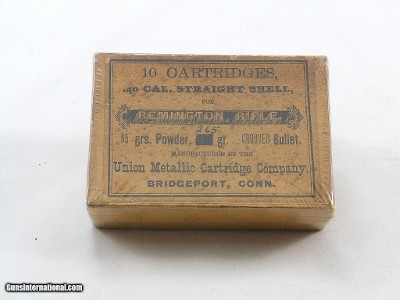 10 CARTRIDGES,
.40 CAL. STRAIGHT SHELL,
FOR
REMINGTON RIFLE,
265
grs. Powder, gr. GROOVED Bullet.
MANUFACTURED BY THE
Union Metallic Cartridge Company,
BRIDGEPORT, CONN.
GunsInternational.com